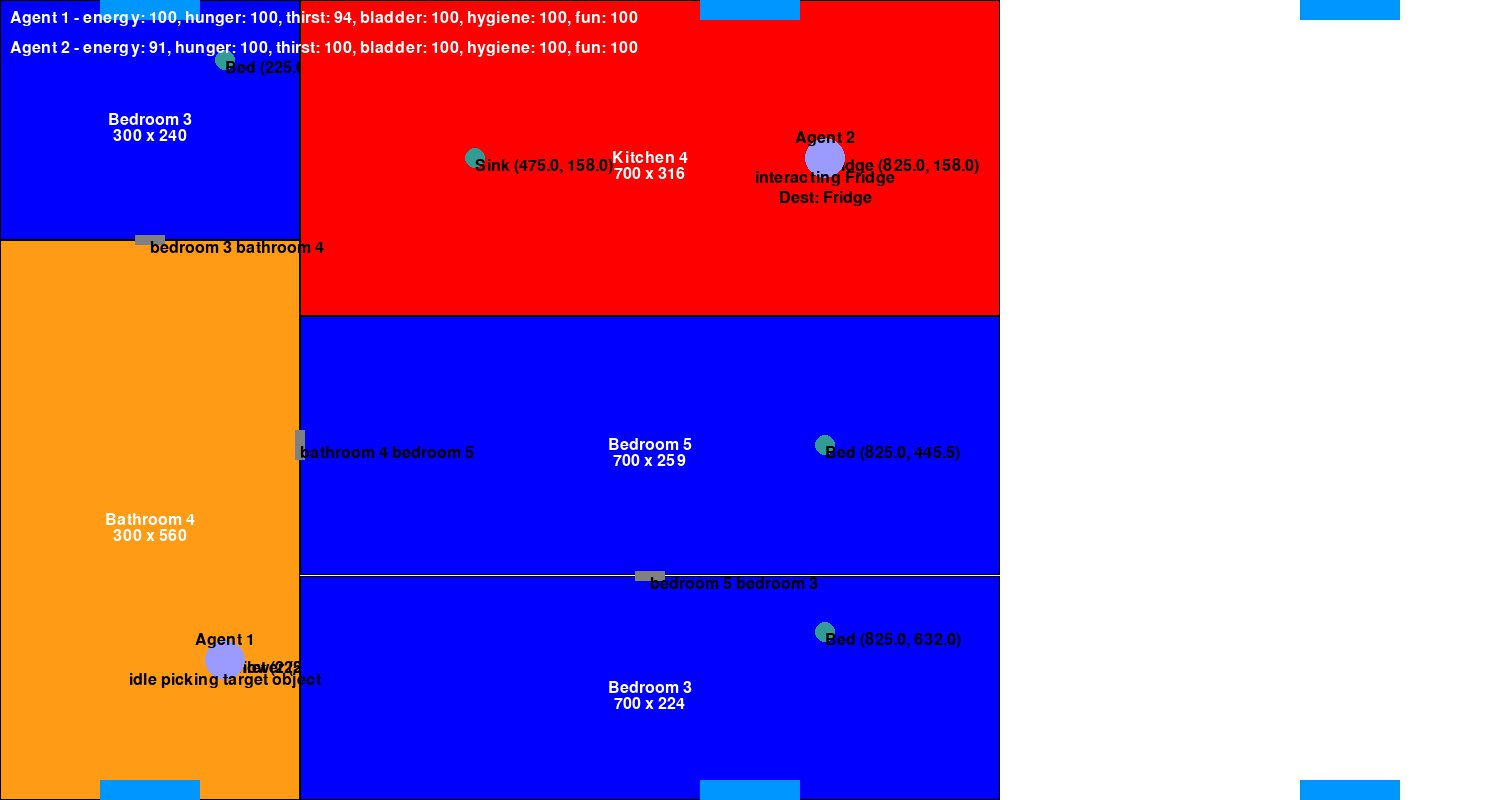 Agent 1 - energy: 100, hunger: 100, thirst: 94, bladder: 100, hygiene: 100, fun: 100
Agent 2 - energy: 91, hunger: 100, thirst: 100, bladder: 100, hygiene: 100, fun: 100
Bed (225.0
Bedroom 3
300 x 240
Agent 2
Sink (475.0, 158.0)
Kitchen 4
700 x 316
dge (825.0, 158.0)
interacting Fridge
Dest: Fridge
bedroom 3 bathroom 4
bathroom 4 bedroom 5
Bedroom 5
700 x 259
Bed (825.0, 445.5)
Bathroom 4
300 x 560
bedroom 5 bedroom 3
Agent 1
Bed (825.0, 632.0)
idle picking target object
Bedroom 3
700 x 224